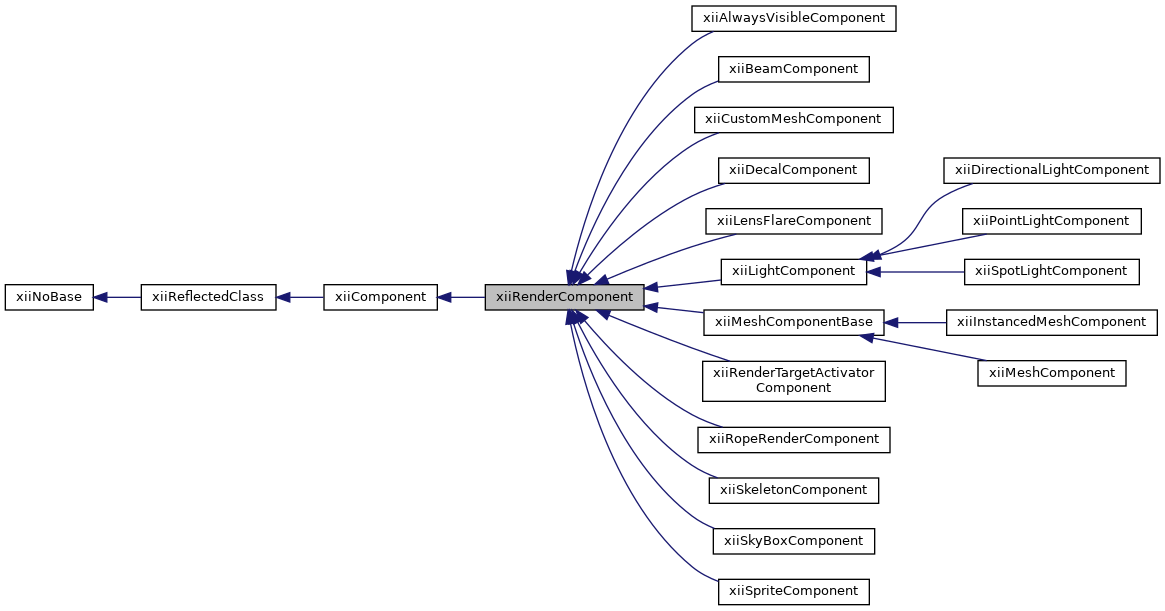 xiiNoBase
xiiReflectedClass
xiiComponent
xiiRenderComponent
xiiAlwaysVisibleComponent
xiiBeamComponent
xiiCustomMeshComponent
xiiDecalComponent
xiiLensFlareComponent
xiiLightComponent
xiiMeshComponentBase
xiiRenderTargetActivator
Component
xiiRopeRenderComponent
xiiSkeletonComponent
xiiSkyBoxComponent
xiiSpriteComponent
xiiDirectionalLightComponent
xiiPointLightComponent
xiiSpotLightComponent
xiiInstancedMeshComponent
xiiMeshComponent